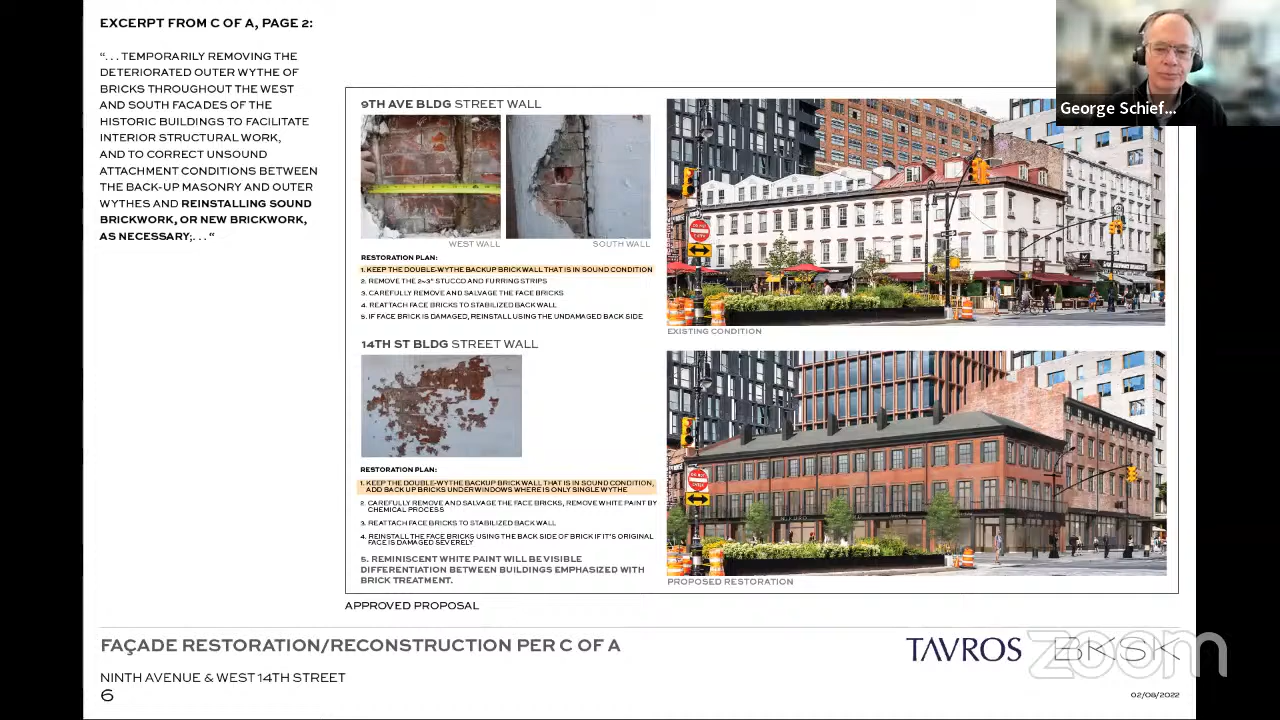 EXCERPT FROM C OF A, PAGE 2:
“. . . TEMPORARILY REMOVING THE
DETERIORATED OUTER WYTHE OF
BRICKS THROUGHOUT THE WEST
AND SOUTH FACADES OF THE
HISTORIC BUILDINGS TO FACILITATE
INTERIOR STRUCTURAL WORK,
AND TO CORRECT UNSOUND
ATTACHMENT CONDITIONS BETWEEN
THE BACK-UP MASONRY AND OUTER
WYTHES AND REINSTALLING SOUND
BRICKWORK, OR NEW BRICKWORK,
AS NECESSARY;. . . “
9TH AVE BLDG STREET WALL
WEST WALL
SOUTH WALL
RESTORATION PLAN:
1. KEEP THE DOUBLE-WYTHE BACKUP BRICK WALL THAT IS IN SOUND CONDITION
2. REMOVE THE 2~3" STUCCO AND FURRING STRIPS
3. CAREFULLY REMOVE AND SALVAGE THE FACE BRICKS
4. REATTACH FACE BRICKS TO STABILIZED BACK WALL
5. IF FACE BRICK IS DAMAGED, REINSTALL USING THE UNDAMAGED BACK SIDE
14TH ST BLDG STREET WALL
RESTORATION PLAN:
1. KEEP THE DOUBLE-WYTHE BACKUP BRICK WALL THAT IS IN SOUND CONDITION,
ADD BACK UP BRICKS UNDER WINDOWS WHERE IS ONLY SINGLE WYTHE
2. CAREFULLY REMOVE AND SALVAGE THE FACE BRICKS, REMOVE WHITE PAINT BY
CHEMICAL PROCESS
3. REATTACH FACE BRICKS TO STABILIZED BACK WALL
4. REINSTALL THE FACE BRICKS USING THE BACK SIDE OF BRICK IF IT'S ORIGINAL
FACE IS DAMAGED SEVERELY
5. REMINISCENT WHITE PAINT WILL BE VISIBLE
DIFFERENTIATION BETWEEN BUILDINGS EMPHASIZED WITH
BRICK TREATMENT.
George Schief...
EXISTING CONDITION
PROPOSED RESTORATION
APPROVED PROPOSAL
FAÇADE RESTORATION/RECONSTRUCTION PER C OF A
NINTH AVENUE & WEST 14TH STREET
6
TAVROS
BKSK
zoom
02/08/2022